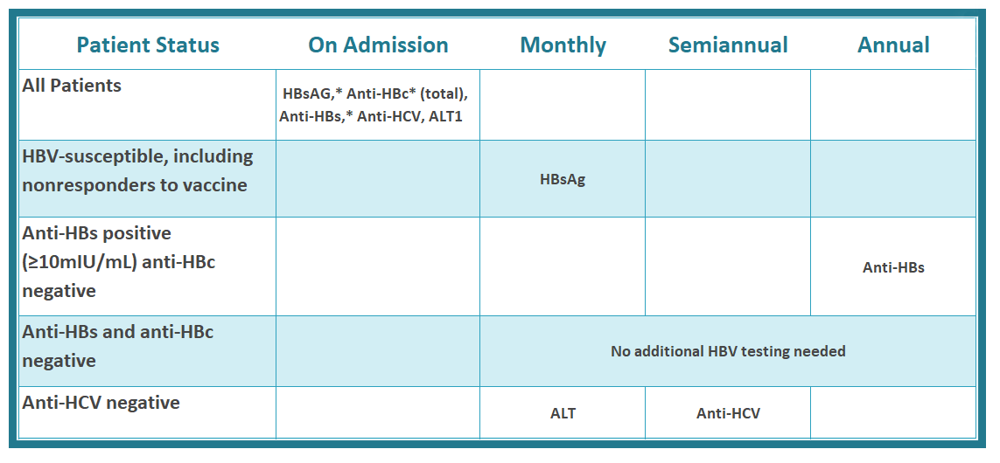 Patient Status On Admission Monthly Semiannual Annual
All Patients
HBsAG,* Anti-HBc* (total),
Anti-HBs,* Anti-HCV, ALT1
HBV-susceptible, including
nonresponders to vaccine
HBsAg
Anti-HBs positive
(≥10mIU/mL) anti-HBc
negative
Anti-HBs
Anti-HBs and anti-HBc
negative
No additional HBV testing needed
Anti-HCV negative
ALT
Anti-HCV